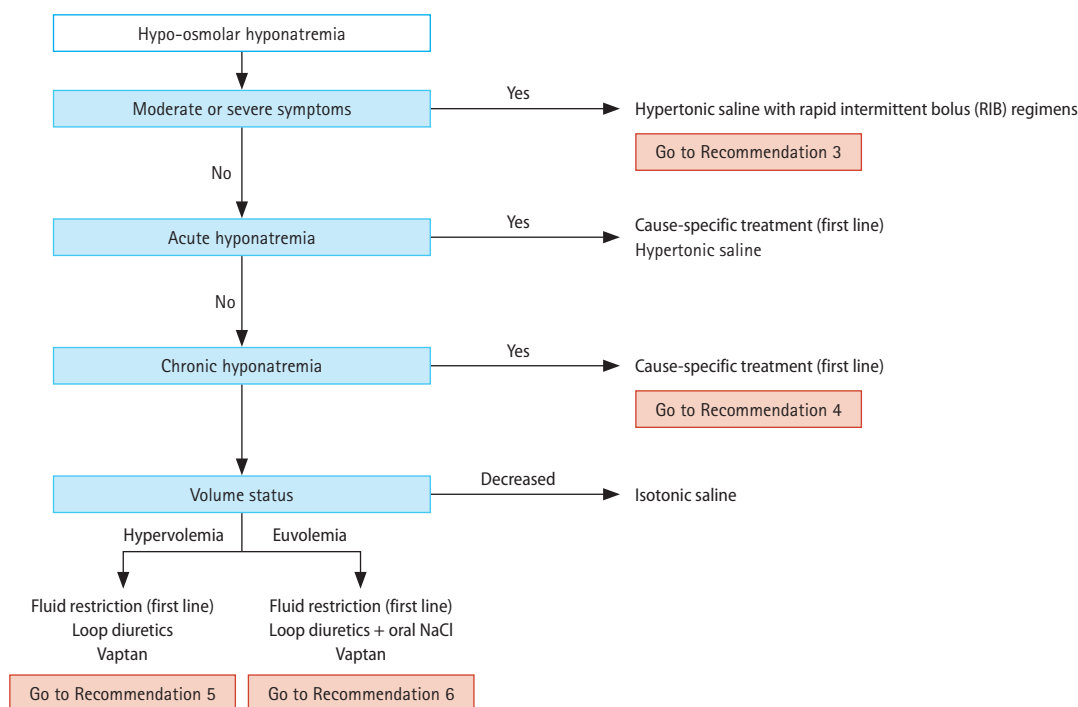 Hypo-osmolar hyponatremia
Moderate or severe symptoms
Yes
Hypertonic saline with rapid intermittent bolus (RIB) regimens
Go to Recommendation 3
No
Acute hyponatremia
Yes
Cause-specific treatment (first line)
Hypertonic saline
No
Chronic hyponatremia
Yes
Cause-specific treatment (first line)
Go to Recommendation 4
Volume status
Decreased
Isotonic saline
Hypervolemia
Euvolemia
Fluid restriction (first line)
Loop diuretics
Vaptan
Go to Recommendation 5
Fluid restriction (first line)
Loop diuretics + oral NaCl
Vaptan
Go to Recommendation 6